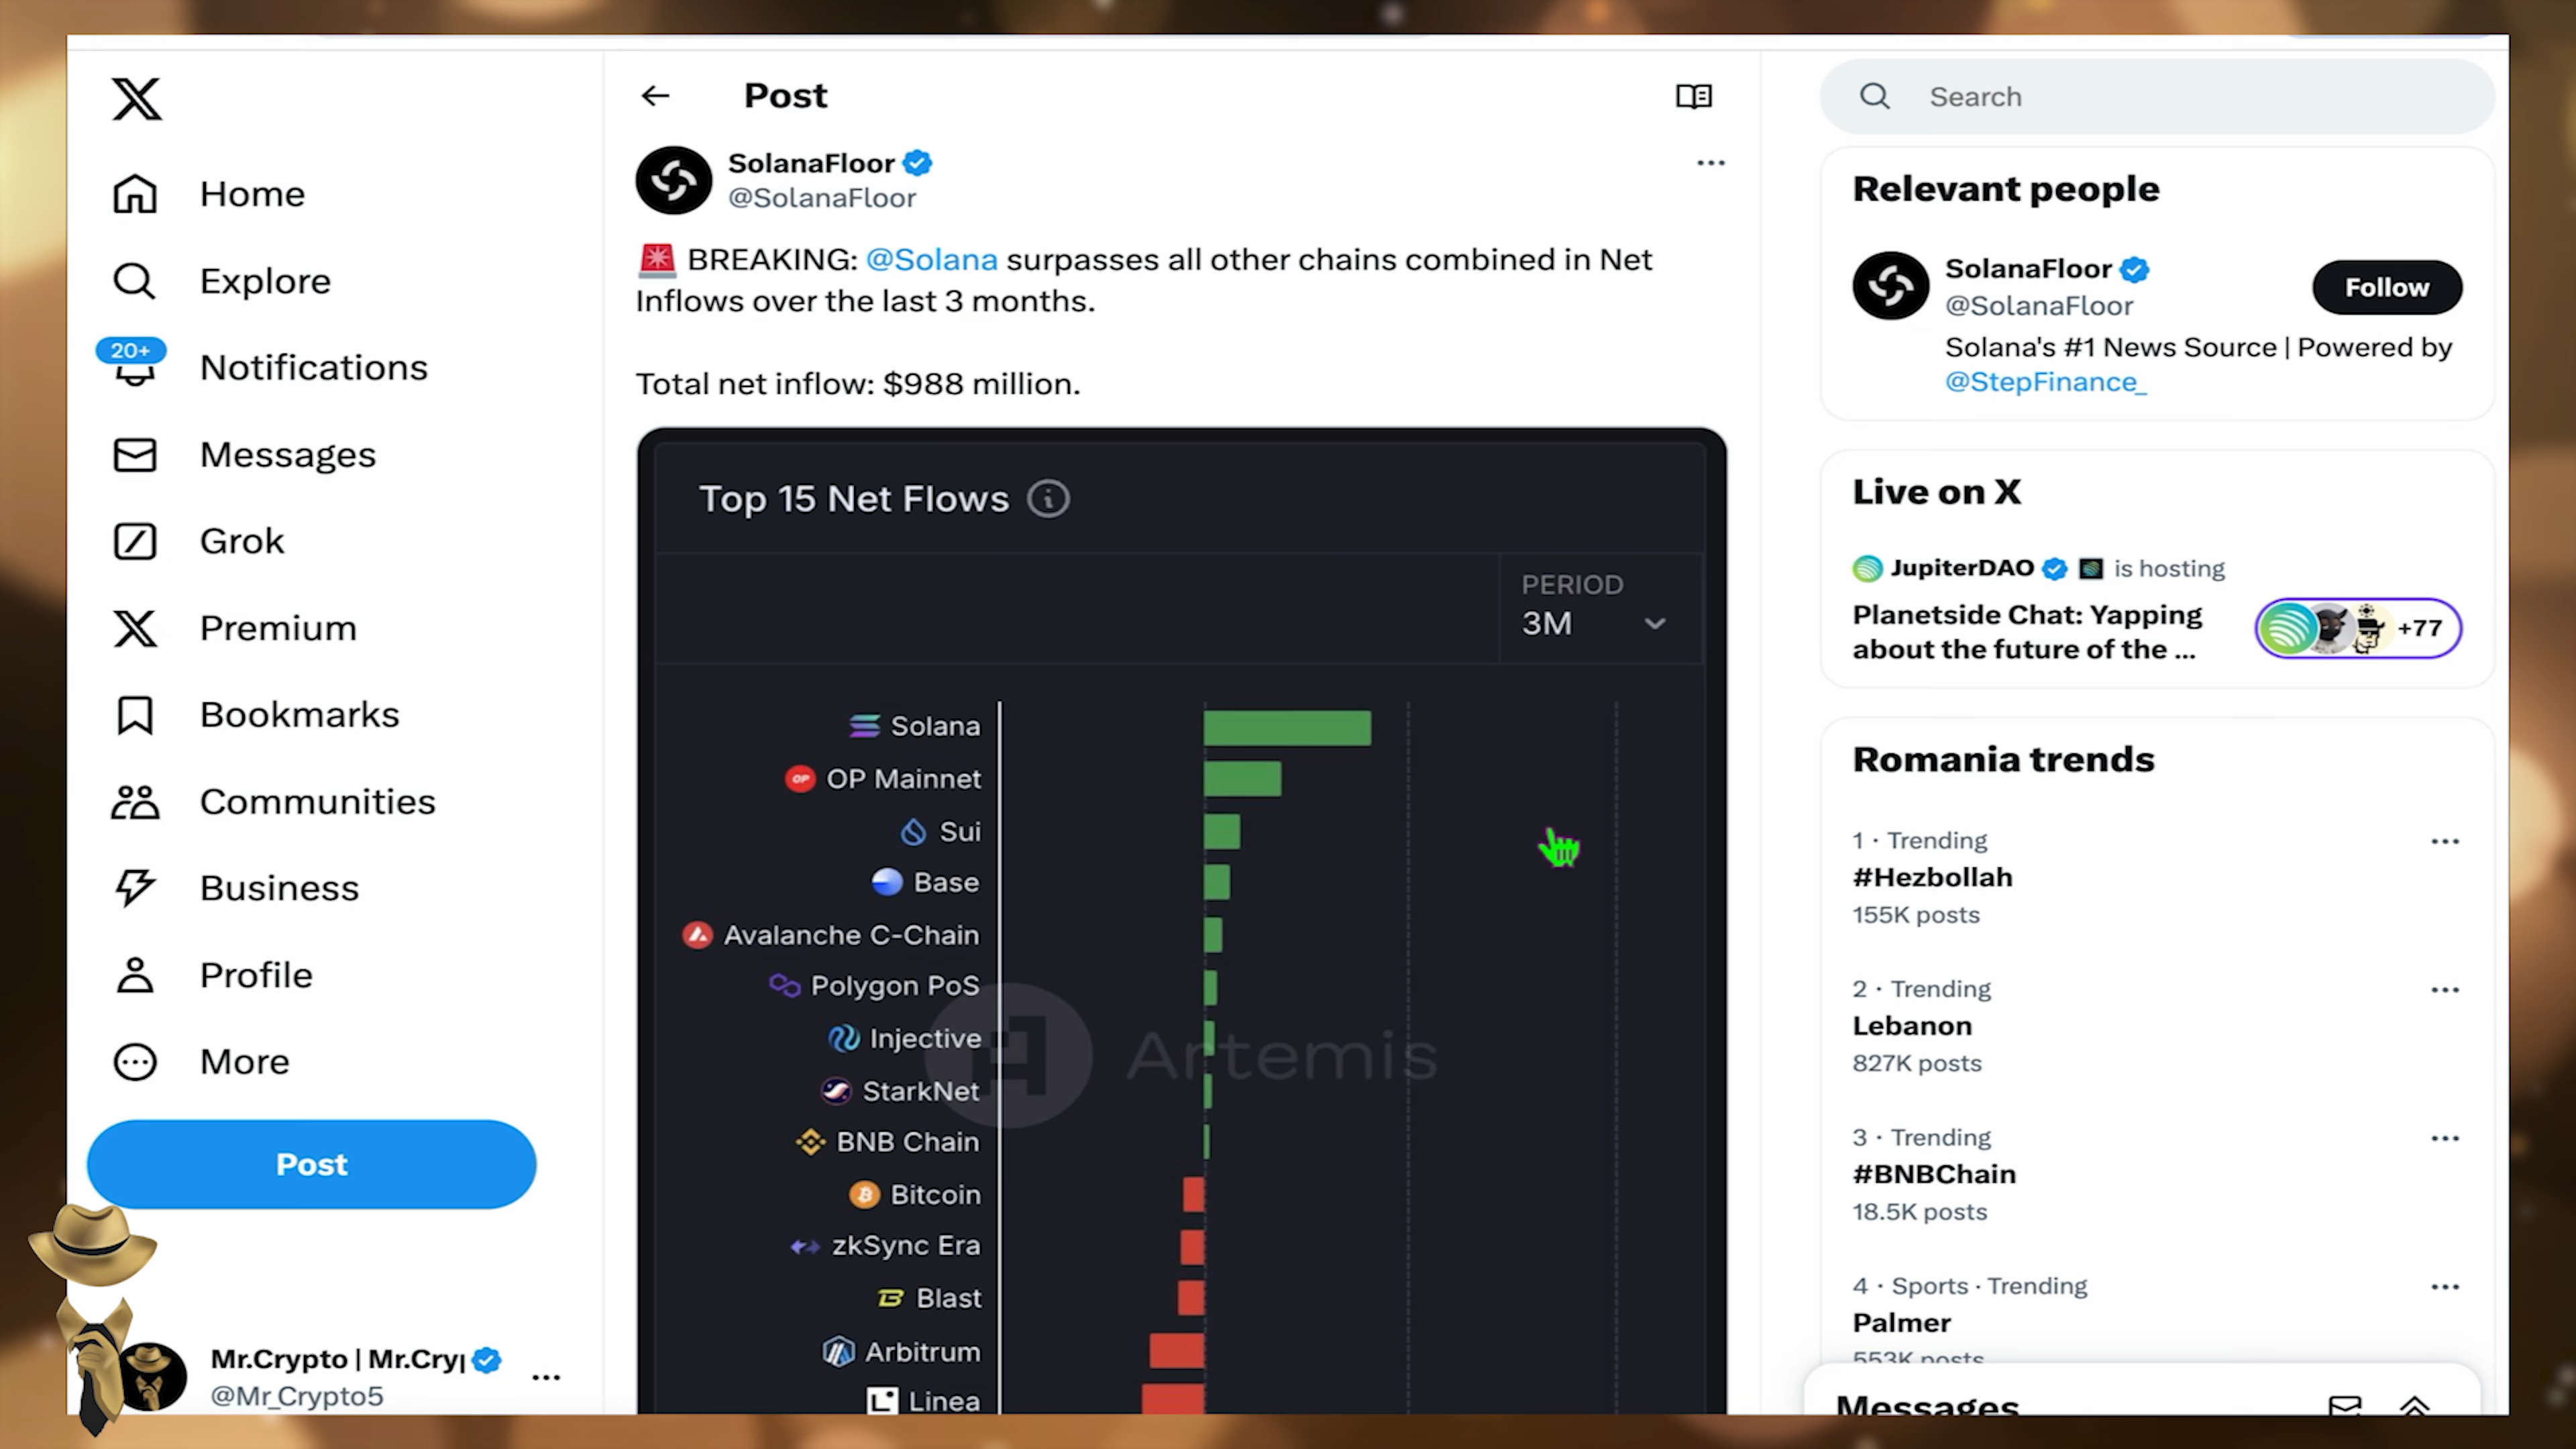 Home
Explore
20+
Notifications
Messages
Grok
Premium
Bookmarks
Communities
Business
Profile
More
Post
Mr.Crypto | Mr.Cry
@Mr_Crypto5
Post
SolanaFloor
@SolanaFloor
BREAKING: @Solana surpasses all other chains combined in Net
Inflows over the last 3 months.
Total net inflow: $988 million.
Top 15 Net Flows
PERIOD
3M
Solana
OP Mainnet
Sui
Base
Avalanche C-Chain
Polygon PoS
Injective
StarkNet
BNB Chain
Bitcoin
zkSync Era
Blast
Arbitrum
Linea
Artemis
Search
Relevant people
SolanaFloor
@SolanaFloor
Follow
Solana's #1 News Source | Powered by
@StepFinance_
Live on X
JupiterDAO is hosting
Planetside Chat: Yapping
about the future of the ...
+77
Romania trends
1 · Trending
#Hezbollah
155K posts
2 · Trending
Lebanon
827K posts
3 · Trending
#BNBChain
18.5K posts
4 · Sports · Trending
Palmer
553K posts
Messages